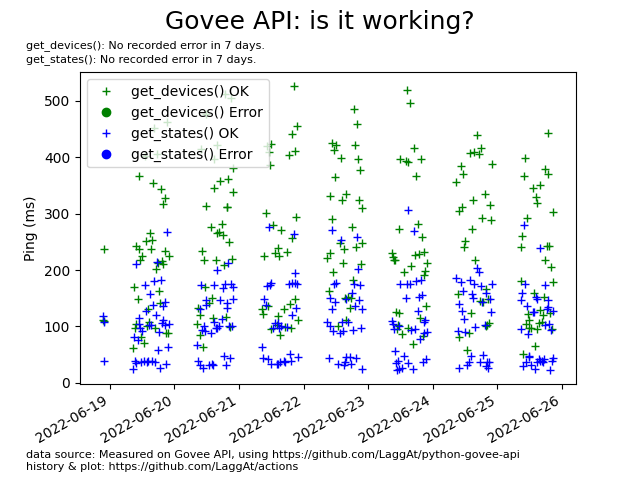 Govee API: is it working?
get_devices(): No recorded error in 7 days.
get_states(): No recorded error in 7 days.
get_devices() OK
get_devices() Error
get_states() OK
get_states() Error
Ping (ms)
500
400
300
200
100
0
2022-06-19
2022-06-20
2022-06-21
2022-06-22
2022-06-23
2022-06-24
2022-06-25
2022-06-26
data source: Measured on Govee API, using https://github.com/LaggAt/python-govee-api
history & plot: https://github.com/LaggAt/actions